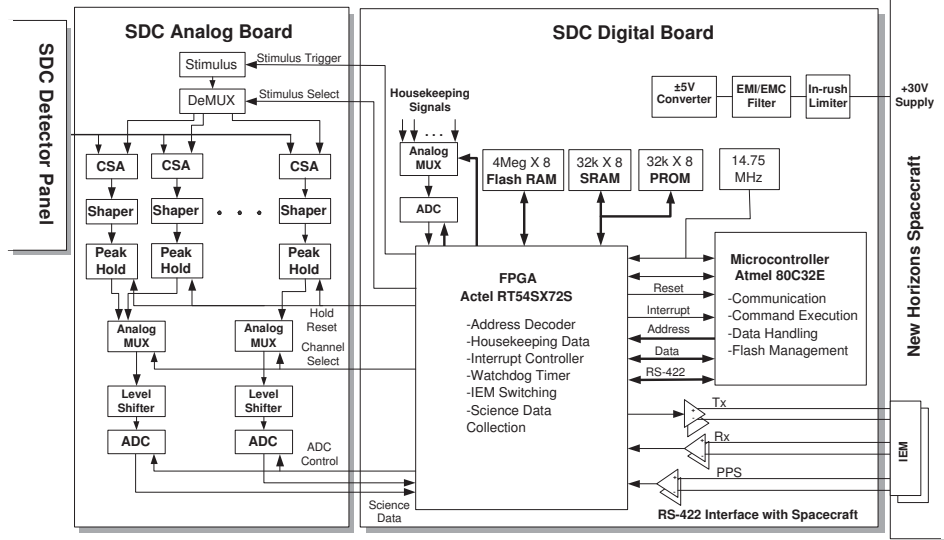 SDC Detector Panel
SDC Analog Board
Stimulus
DeMUX
CSA
CSA
CSA
Shaper
Shaper
. . . .
Shaper
Peak
Hold
Peak
Hold
Peak
Hold
Analog
MUX
Analog
MUX
Level
Shifter
Level
Shifter
ADC
ADC
Stimulus Trigger
Stimulus Select
Hold
Reset
Channel
Select
ADC
Control
Science
Data
SDC Digital Board
Housekeeping
Signals
. . .
Analog
MUX
ADC
4Meg X 8
Flash RAM
32k X 8
SRAM
32k X 8
PROM
14.75
MHz
±5V
Converter
EMI/EMC
Filter
In-rush
Limiter
+30V
Supply
FPGA
Actel RT54SX72S
-Address Decoder
-Housekeeping Data
-Interrupt Controller
-Watchdog Timer
-IEM Switching
-Science Data
Collection
Reset
Interrupt
Address
Data
RS-422
Microcontroller
Atmel 80C32E
-Communication
-Command Execution
-Data Handling
-Flash Management
Tx
Rx
PPS
RS-422 Interface with Spacecraft
IEM
New Horizons Spacecraft